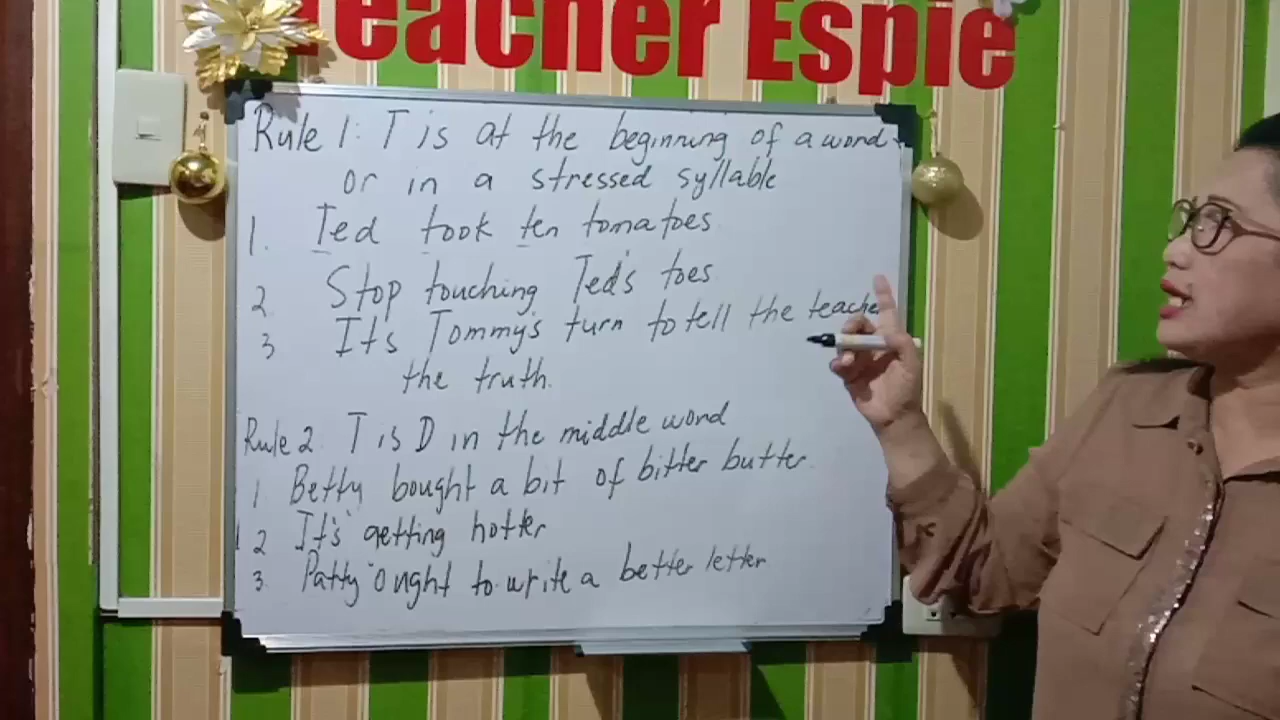 Teacher Espie
Rule 1: T is at the beginning of a word
or in a stressed syllable
1. Ted took ten tomatoes
2 Stop touching Ted's toes
3 It's Tommy's turn to tell the teacher
the truth.
Rule 2 T is D in the middle word
1 Betty bought a bit of bitter butter.
2 It's getting hotter
3. Patty ought to write a better letter